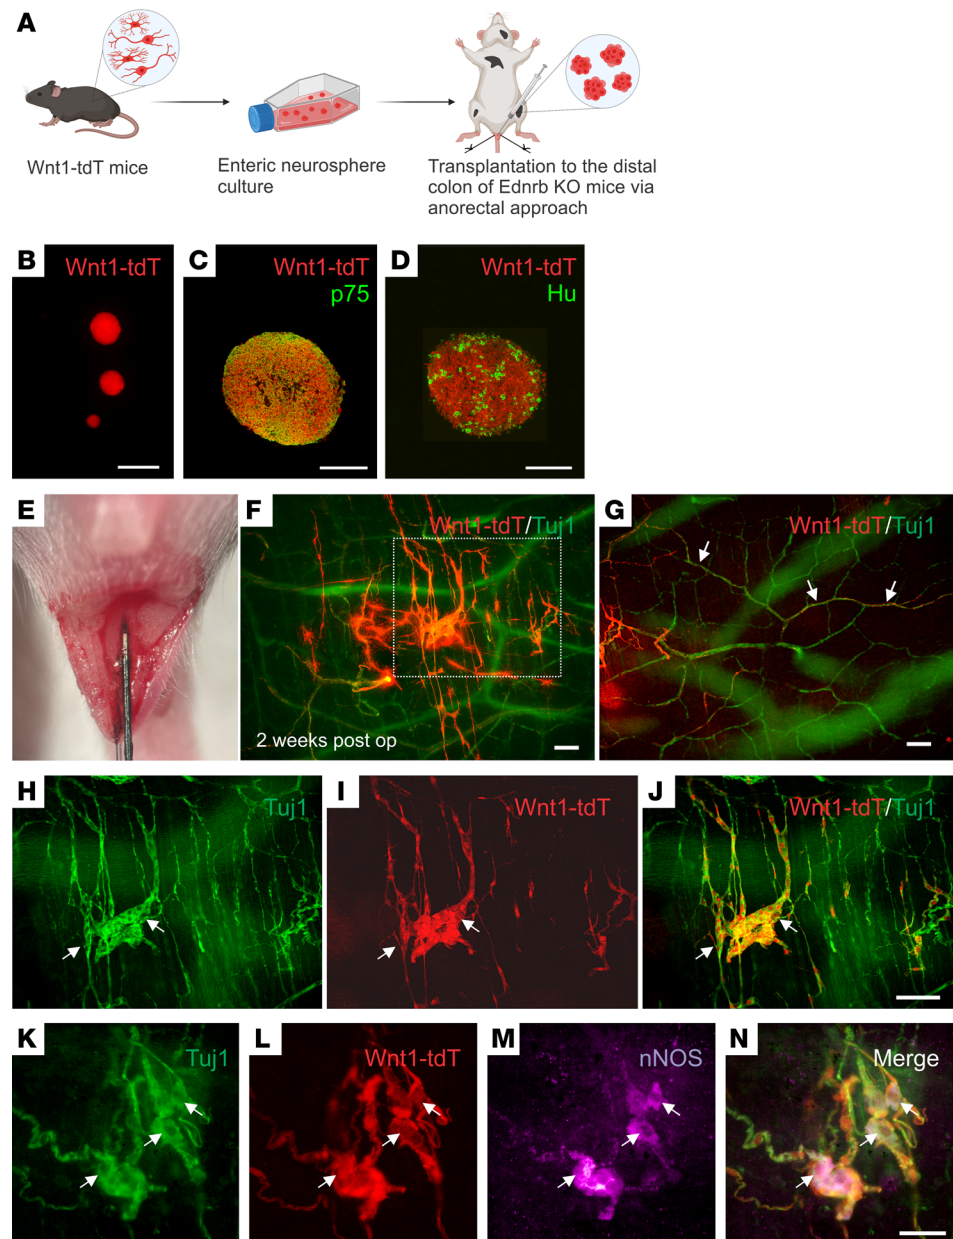 A
Wnt1-tdT mice
Enteric neurosphere
culture
Transplantation to the distal
colon of Ednrb KO mice via
anorectal approach
B
Wnt1-tdT
C
Wnt1-tdT
p75
D
Wnt1-tdT
Hu
E
F
Wnt1-tdT/Tuj1
2 weeks post op
G
Wnt1-tdT/Tuj1
H
Tuj1
I
Wnt1-tdT
J
Wnt1-tdT/Tuj1
K
Tuj1
L
Wnt1-tdT
M
nNOS
N
Merge